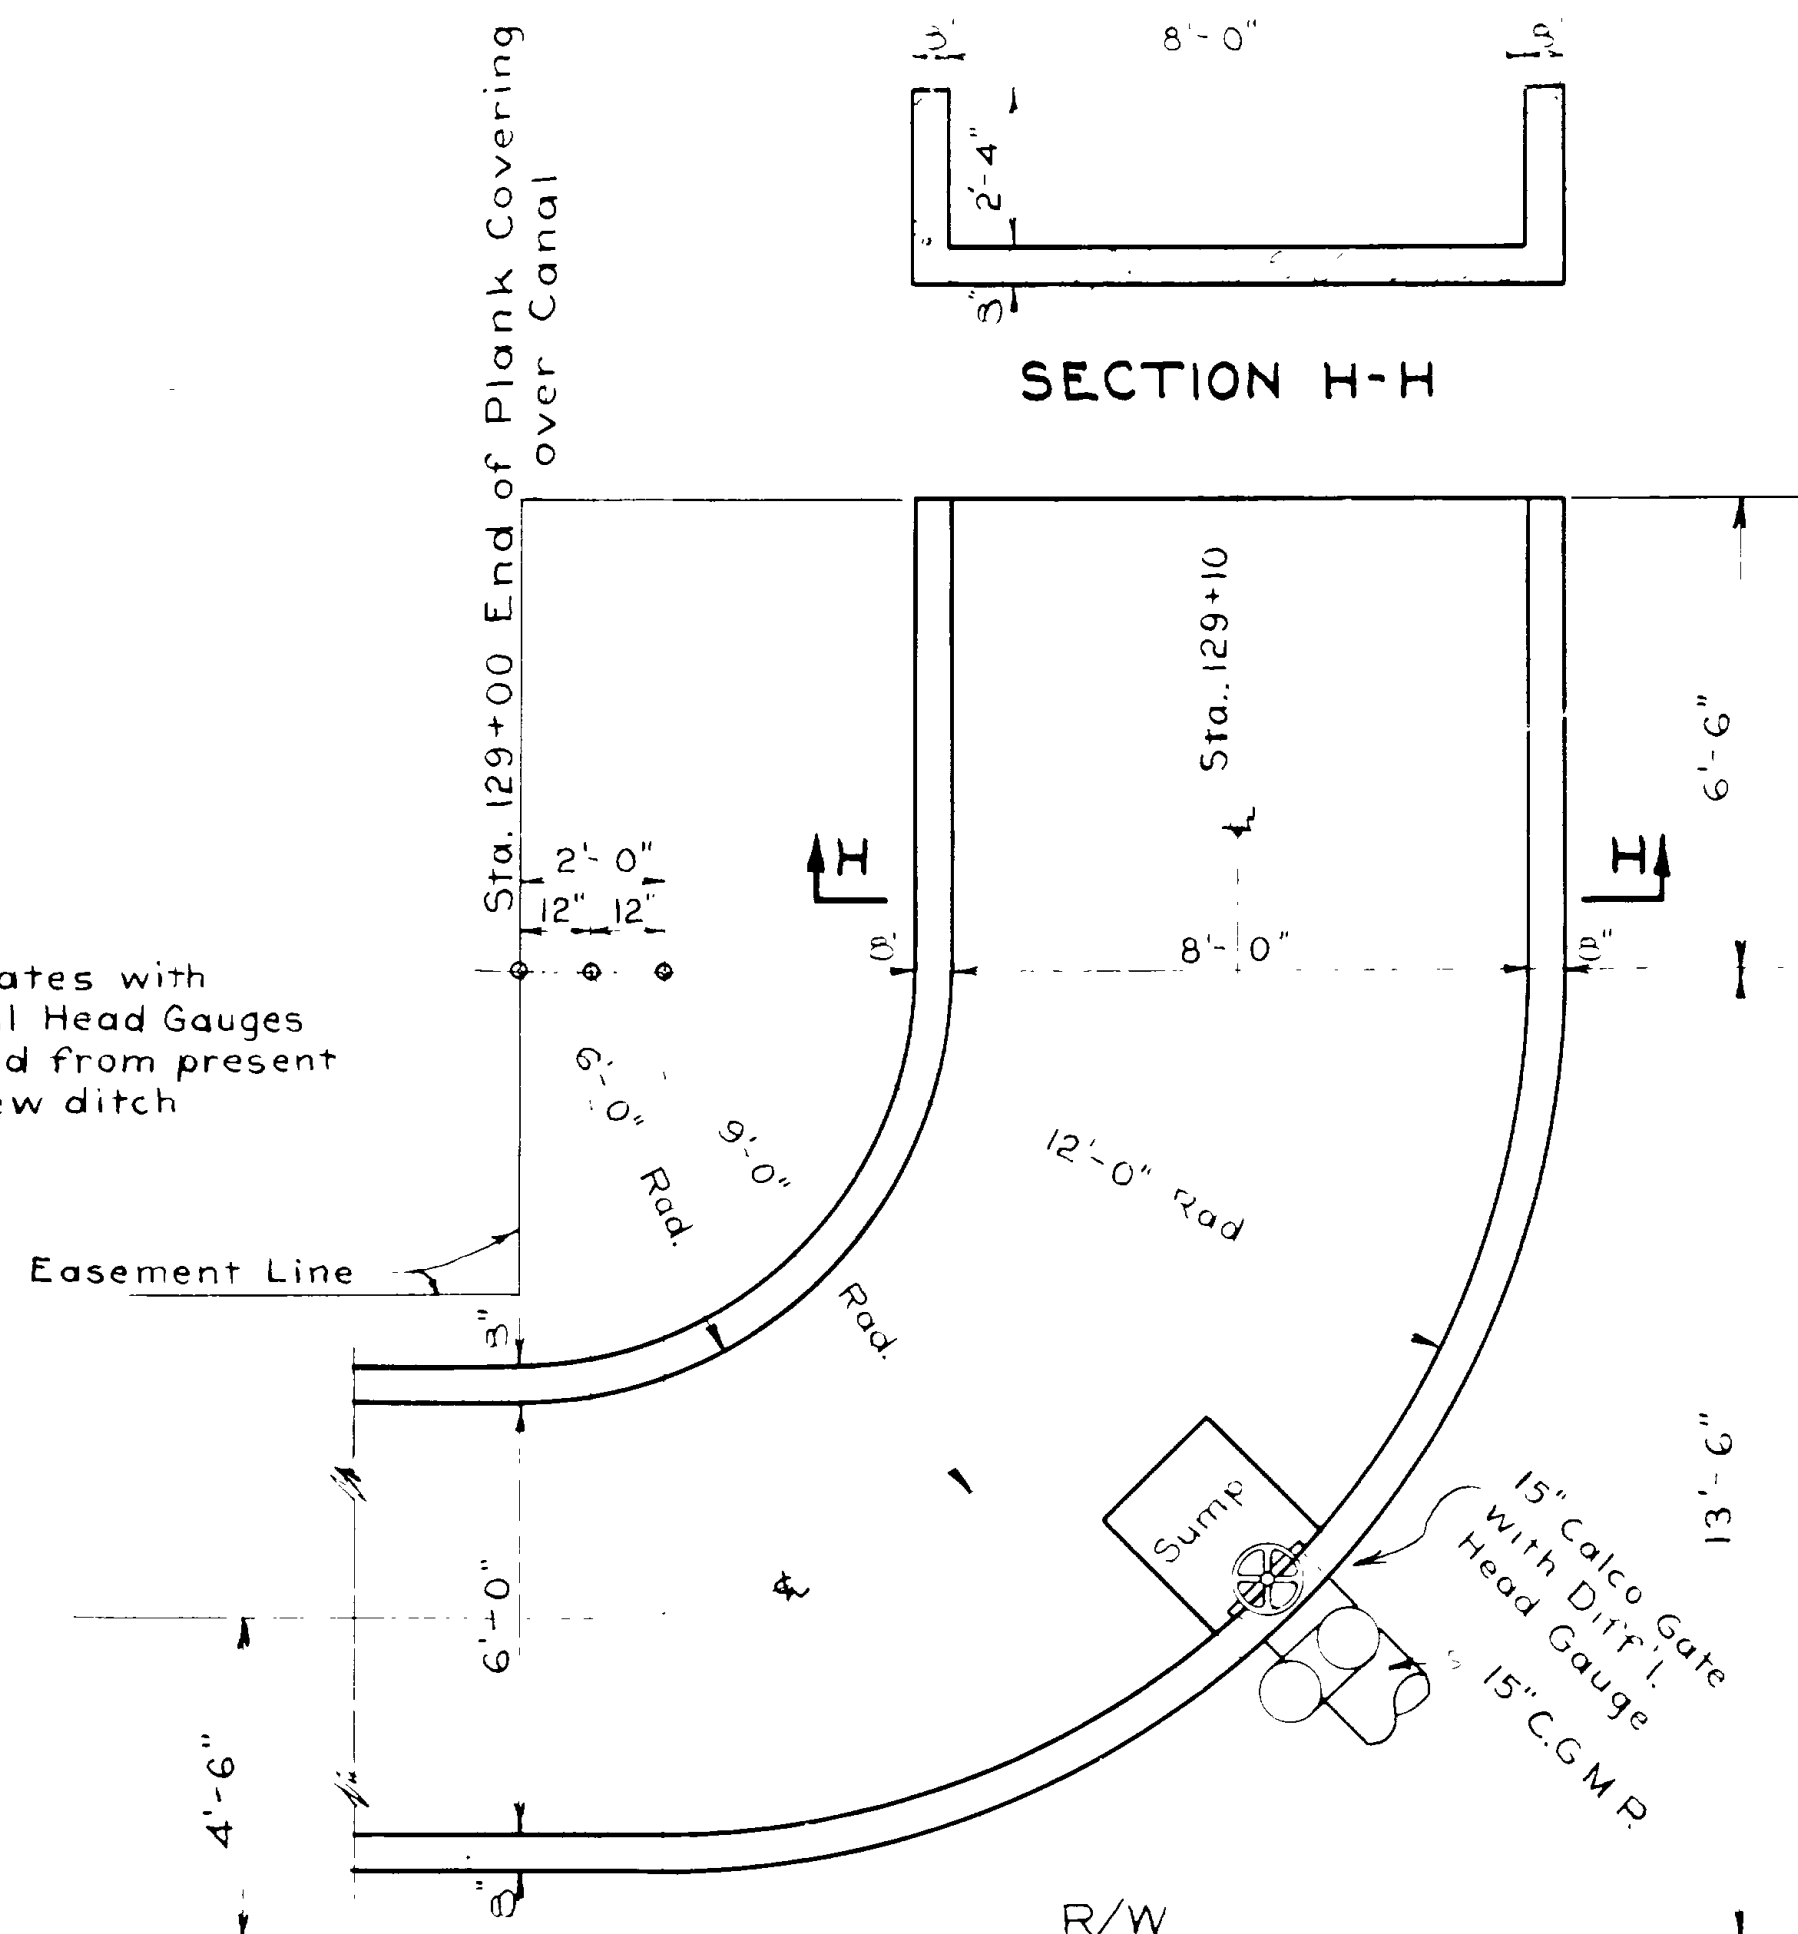 8'-0"
2'-4"
3"
SECTION H-H
Sta. 129+00 End of Plank Covering
over Canal
Sta. 129+10
℄
6'-6"
H
H
2'-0"
12" 12"
8'-0"
ates with
l Head Gauges
d from present
ew ditch
6'-0" Rad.
9'-0" Rad.
12'-0" Rad
Easement Line
3"
Sump
℄
6'-0"
13'-6"
15" Calco Gate
with Diff'l.
Head Gauge
15" C.G M P.
4'-6"
3"
R/W